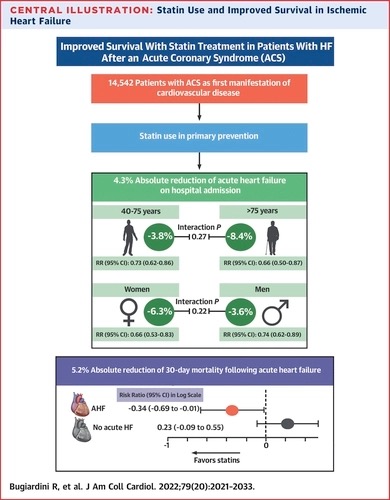 CENTRAL ILLUSTRATION: Statin Use and Improved Survival in Ischemic
Heart Failure
Improved Survival With Statin Treatment in Patients With HF
After an Acute Coronary Syndrome (ACS)
14,542 Patients with ACS as first manifestation of
cardiovascular disease
Statin use in primary prevention
4.3% Absolute reduction of acute heart failure
on hospital admission
40-75 years
>75 years
Interaction P
-3.8%
0.27
-8.4%
RR (95% CI): 0.73 (0.62-0.86)
RR (95% CI): 0.66 (0.50-0.87)
Women
Men
Interaction P
-6.3%
0.22
-3.6%
RR (95% CI): 0.66 (0.53-0.83)
RR (95% CI): 0.74 (0.62-0.89)
5.2% Absolute reduction of 30-day mortality following acute heart failure
Risk Ratio (95% CI) in Log Scale
AHF
-0.34 (-0.69 to -0.01)
No acute HF
0.23 (-0.09 to 0.55)
-1
0
Favors statins
Bugiardini R, et al. J Am Coll Cardiol. 2022;79(20):2021-2033.